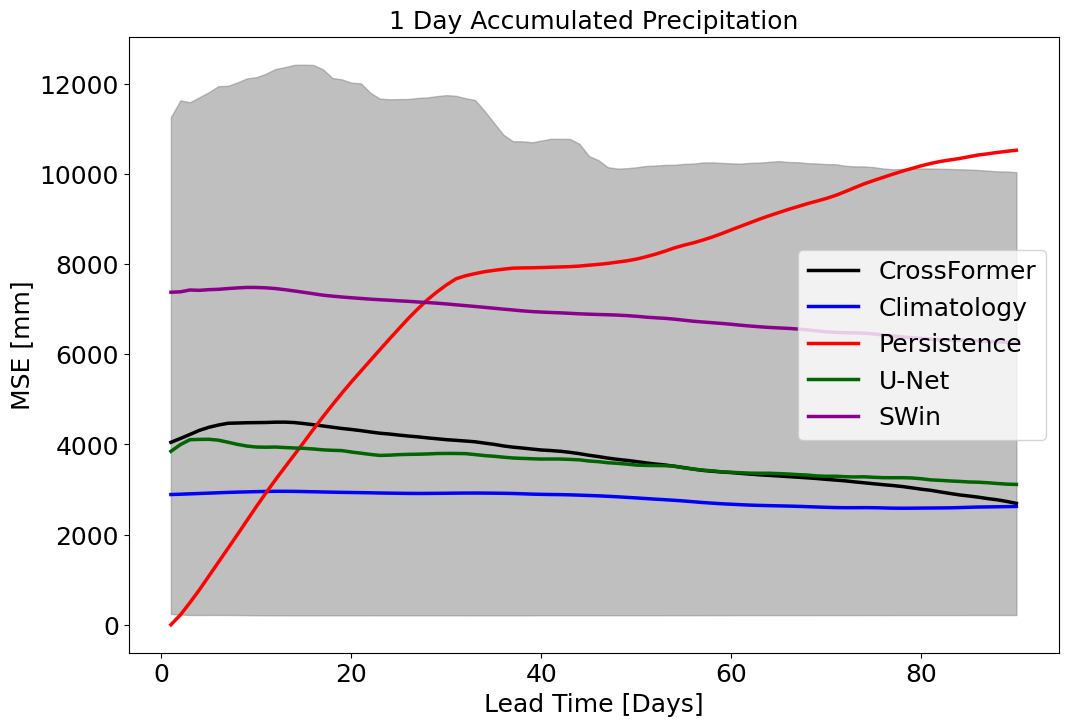 1 Day Accumulated Precipitation
MSE [mm]
12000
10000
8000
6000
4000
2000
0
CrossFormer
Climatology
Persistence
U-Net
SWin
0 20 40 60 80
Lead Time [Days]